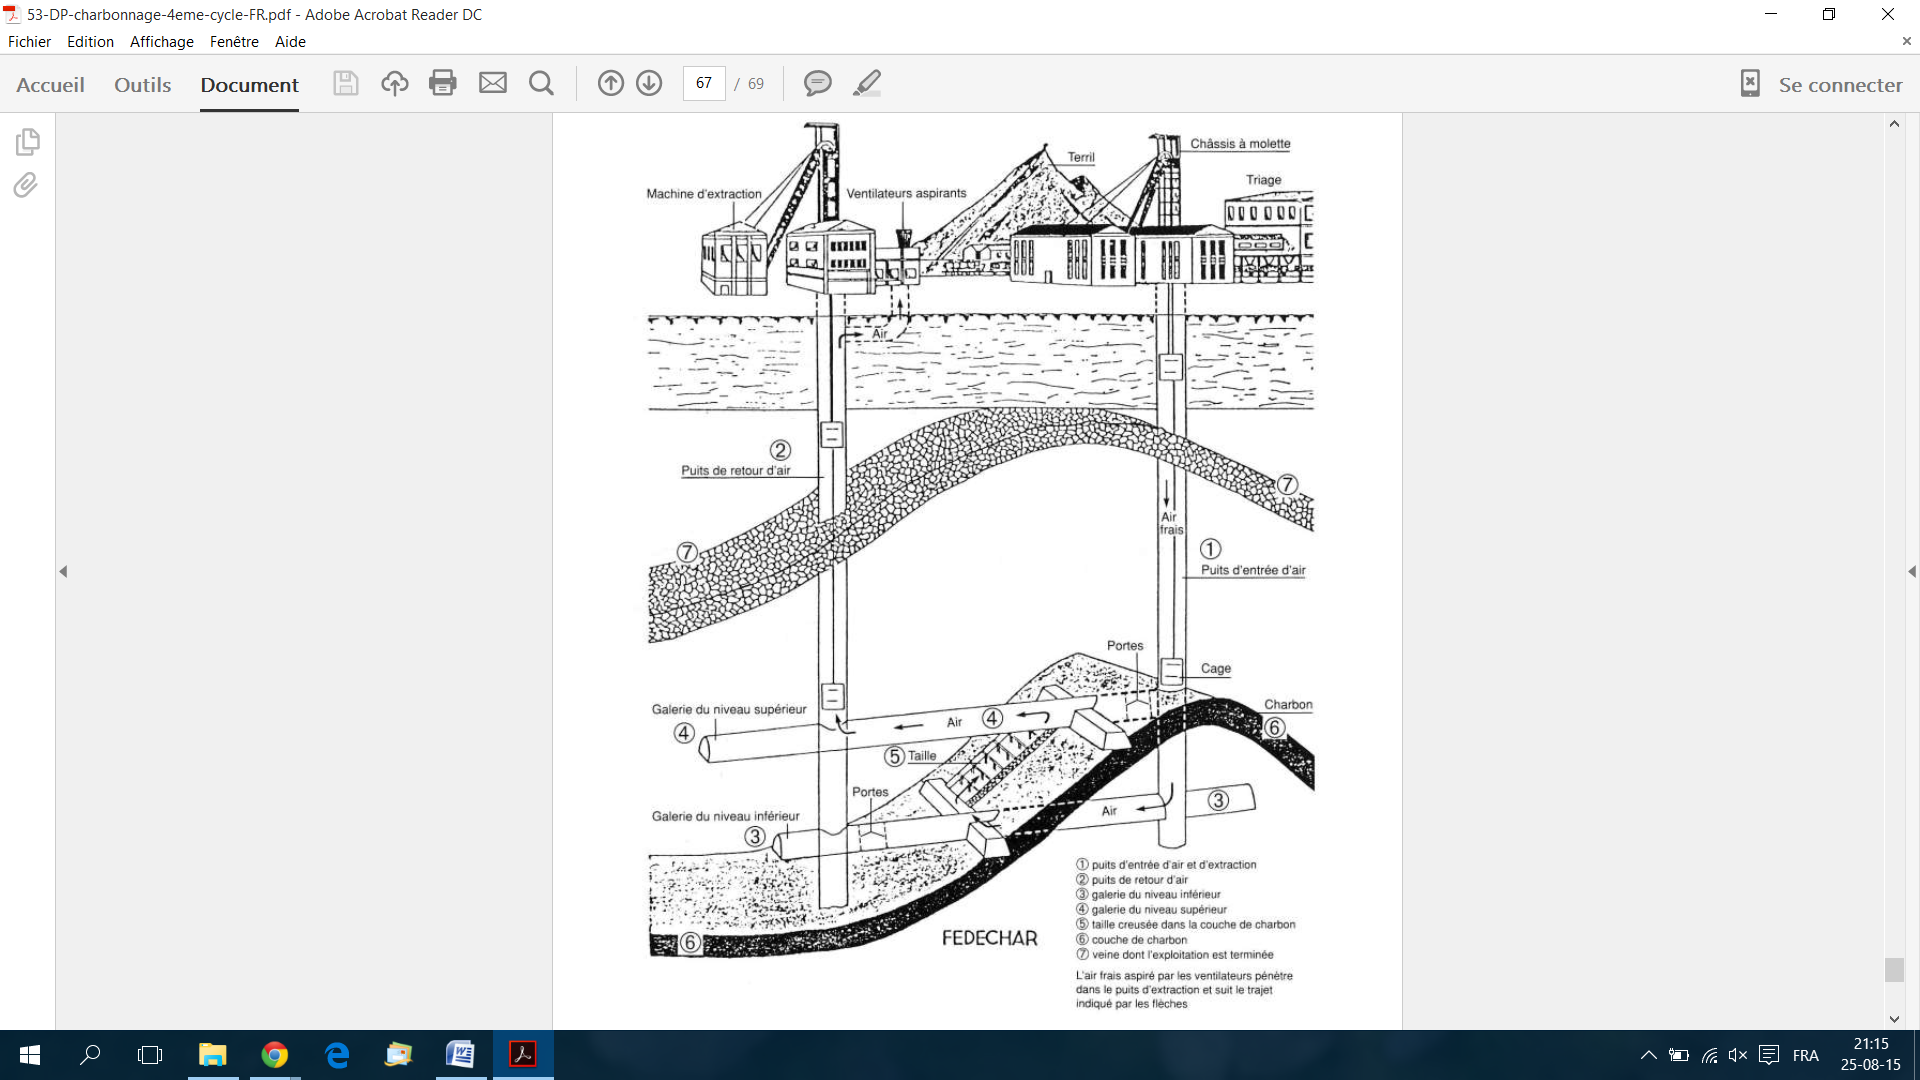 53-DP-charbonnage-4eme-cycle-FR.pdf - Adobe Acrobat Reader DC
Fichier Edition Affichage Fenêtre Aide
Accueil Outils Document 67 / 69 Se connecter
Châssis à molette
Terril
Triage
Machine d'extraction
Ventilateurs aspirants
Air
②
Puits de retour d'air
⑦
Air
frais
⑦
①
Puits d'entrée d'air
Portes
Cage
Galerie du niveau supérieur
④
Air ④
Charbon
⑥
⑤ Taille
Portes
Galerie du niveau inférieur
③
Air
③
① puits d'entrée d'air et d'extraction
② puits de retour d'air
③ galerie du niveau inférieur
④ galerie du niveau supérieur
⑤ taille creusée dans la couche de charbon
⑥ couche de charbon
⑦ veine dont l'exploitation est terminée
⑥
FEDECHAR
L'air frais aspiré par les ventilateurs pénètre
dans le puits d'extraction et suit le trajet
indiqué par les flèches
FRA
21:15
25-08-15